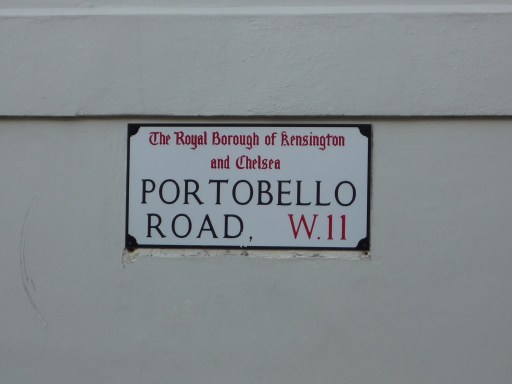 The Royal Borough of Kensington
and Chelsea
PORTOBELLO
ROAD, W.11